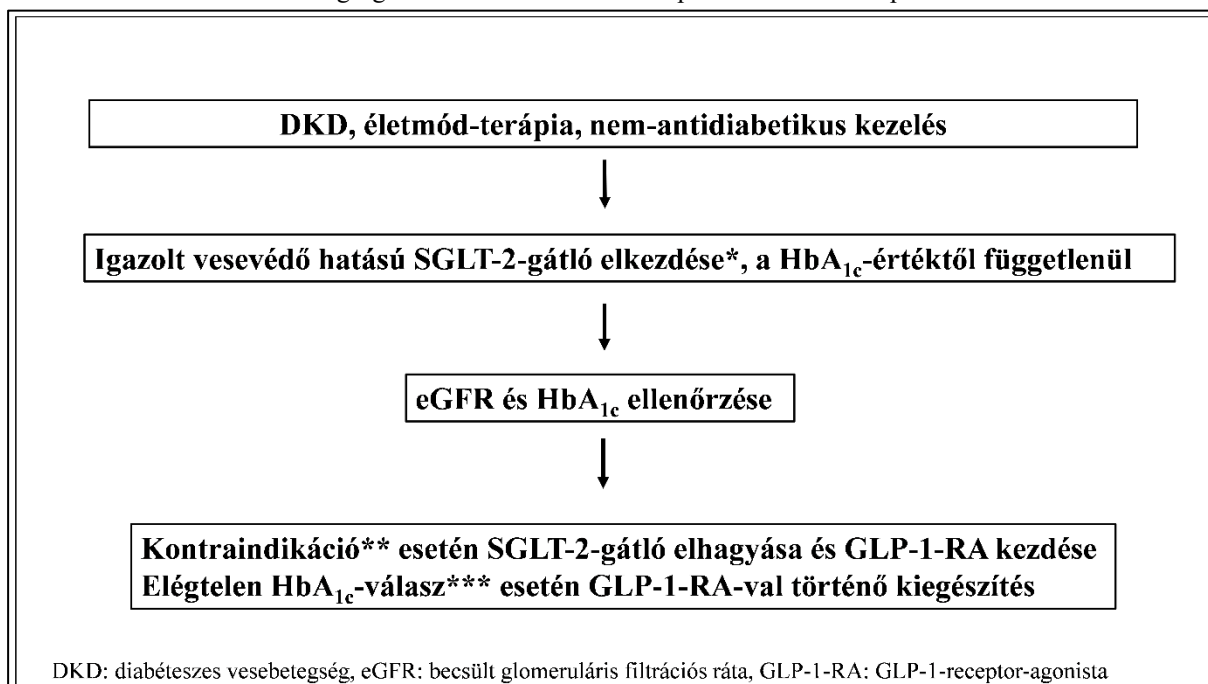 DKD, életmód-terápia, nem-antidiabetikus kezelés
Igazolt vesevédő hatású SGLT-2-gátló elkezdése*, a HbA1c-értéktől függetlenül
eGFR és HbA1c ellenőrzése
Kontraindikáció** esetén SGLT-2-gátló elhagyása és GLP-1-RA kezdése
Elégtelen HbA1c-válasz*** esetén GLP-1-RA-val történő kiegészítés
DKD: diabéteszes vesebetegség, eGFR: becsült glomeruláris filtrációs ráta, GLP-1-RA: GLP-1-receptor-agonista